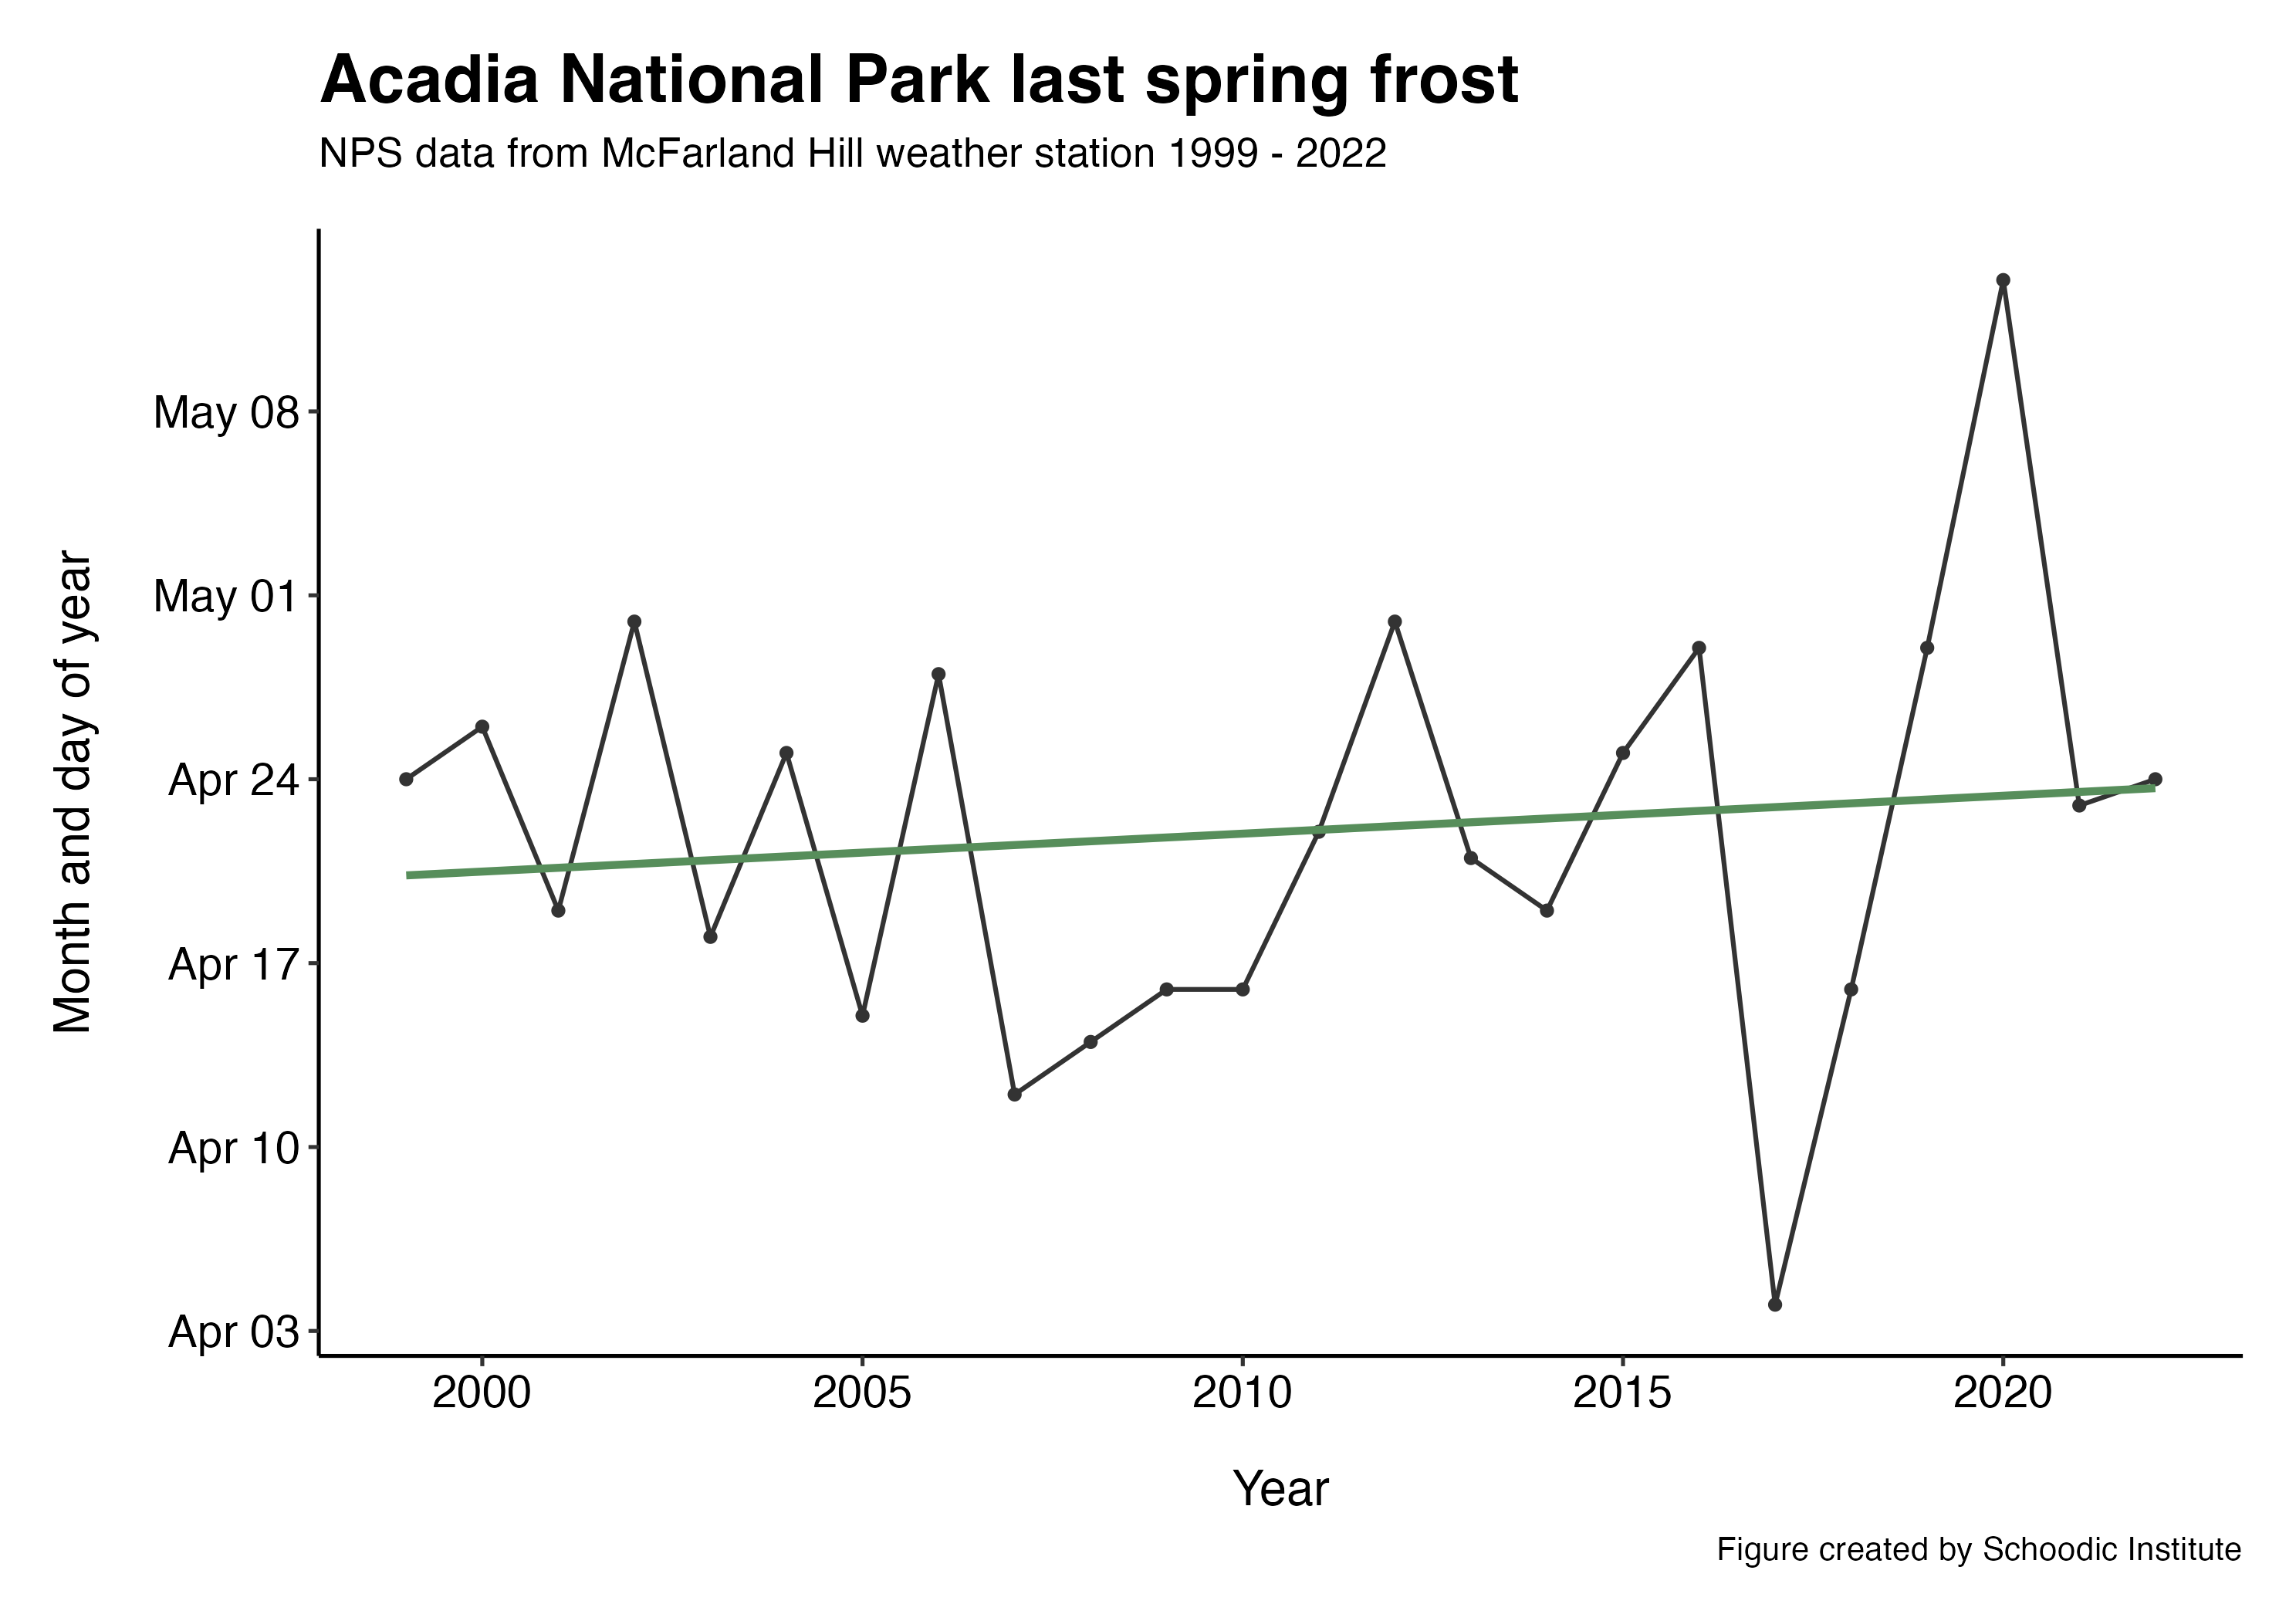 Acadia National Park last spring frost
NPS data from McFarland Hill weather station 1999 - 2022
Month and day of year
May 08
May 01
Apr 24
Apr 17
Apr 10
Apr 03
2000 2005 2010 2015 2020
Year
Figure created by Schoodic Institute